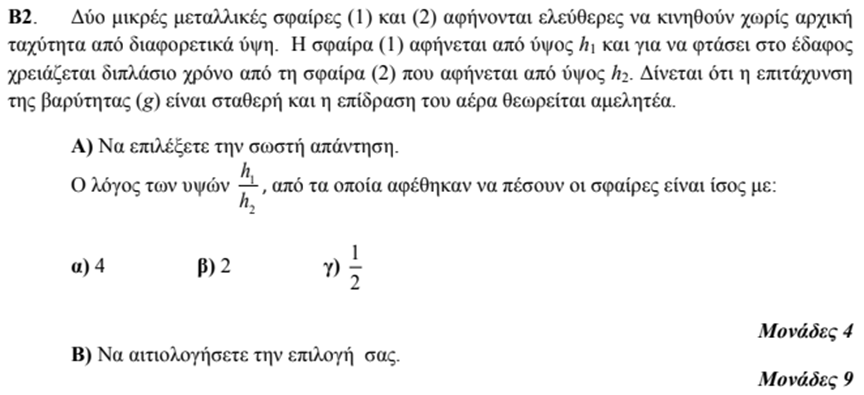 Β2. Δύο μικρές μεταλλικές σφαίρες (1) και (2) αφήνονται ελεύθερες να κινηθούν χωρίς αρχική
ταχύτητα από διαφορετικά ύψη. Η σφαίρα (1) αφήνεται από ύψος h₁ και για να φτάσει στο έδαφος
χρειάζεται διπλάσιο χρόνο από τη σφαίρα (2) που αφήνεται από ύψος h₂. Δίνεται ότι η επιτάχυνση
της βαρύτητας (g) είναι σταθερή και η επίδραση του αέρα θεωρείται αμελητέα.
Α) Να επιλέξετε την σωστή απάντηση.
Ο λόγος των υψών h₁/h₂, από τα οποία αφέθηκαν να πέσουν οι σφαίρες είναι ίσος με:
α) 4 β) 2 γ) 1/2
Μονάδες 4
Β) Να αιτιολογήσετε την επιλογή σας.
Μονάδες 9